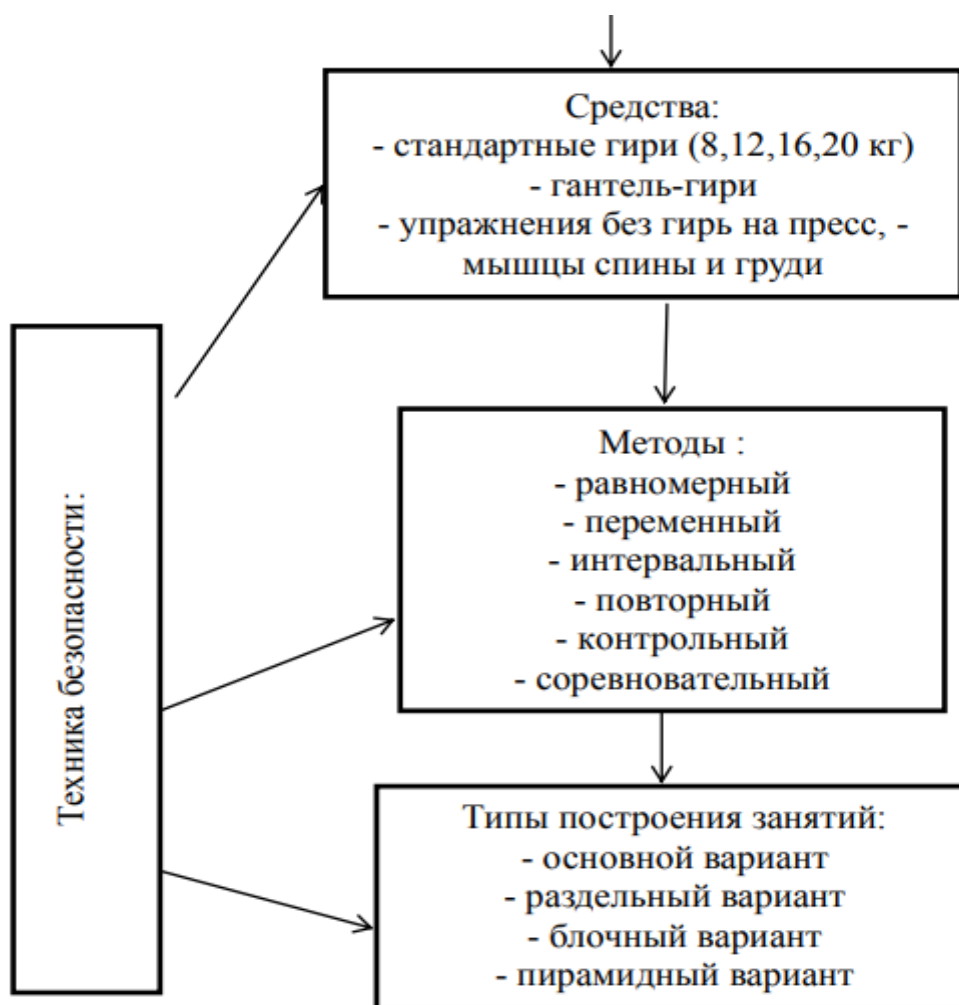 Средства:
- стандартные гири (8,12,16,20 кг)
- гантель-гири
- упражнения без гирь на пресс, -
мышцы спины и груди
Техника безопасности:
Методы :
- равномерный
- переменный
- интервальный
- повторный
- контрольный
- соревновательный
Типы построения занятий:
- основной вариант
- раздельный вариант
- блочный вариант
- пирамидный вариант